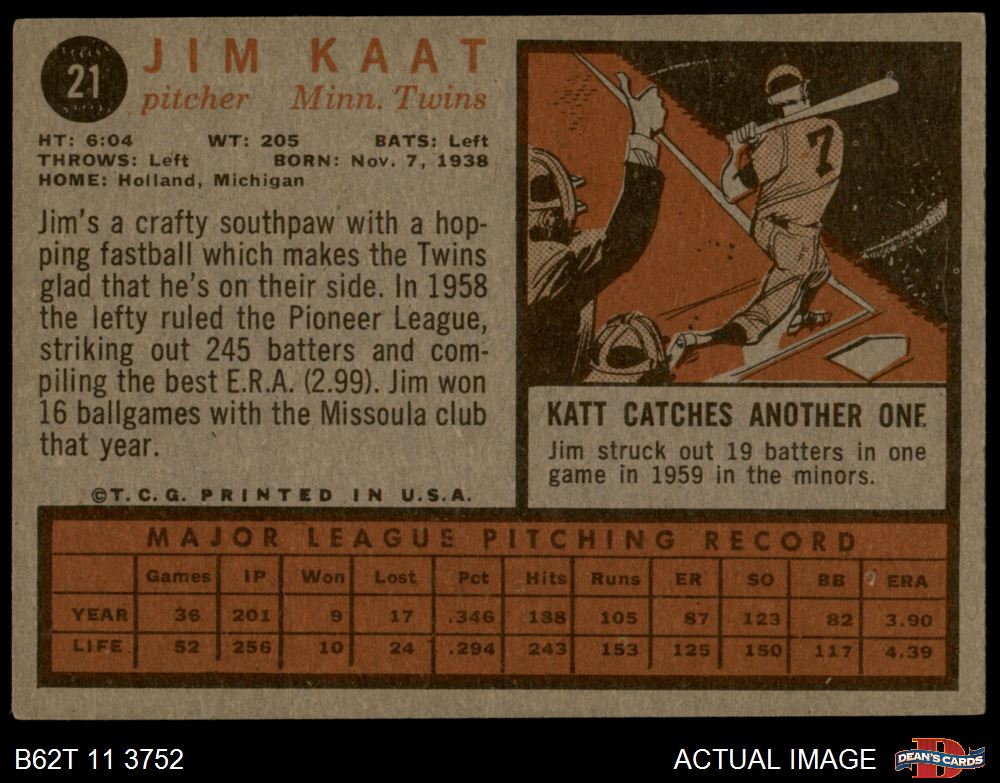 21
JIM KAAT
pitcher Minn. Twins
HT: 6:04 WT: 205 BATS: Left
THROWS: Left BORN: Nov. 7, 1938
HOME: Holland, Michigan
Jim's a crafty southpaw with a hop-
ping fastball which makes the Twins
glad that he's on their side. In 1958
the lefty ruled the Pioneer League,
striking out 245 batters and com-
piling the best E.R.A. (2.99). Jim won
16 ballgames with the Missoula club
that year.
©T.C.G. PRINTED IN U.S.A.
7
KATT CATCHES ANOTHER ONE
Jim struck out 19 batters in one
game in 1959 in the minors.
MAJOR LEAGUE PITCHING RECORD
Games IP Won Lost Pct Hits Runs ER SO BB ERA
YEAR 36 201 9 17 .346 188 105 87 123 82 3.90
LIFE 52 256 10 24 .294 243 153 125 150 117 4.39
B62T 11 3752
ACTUAL IMAGE
D
DEAN'S CARDS